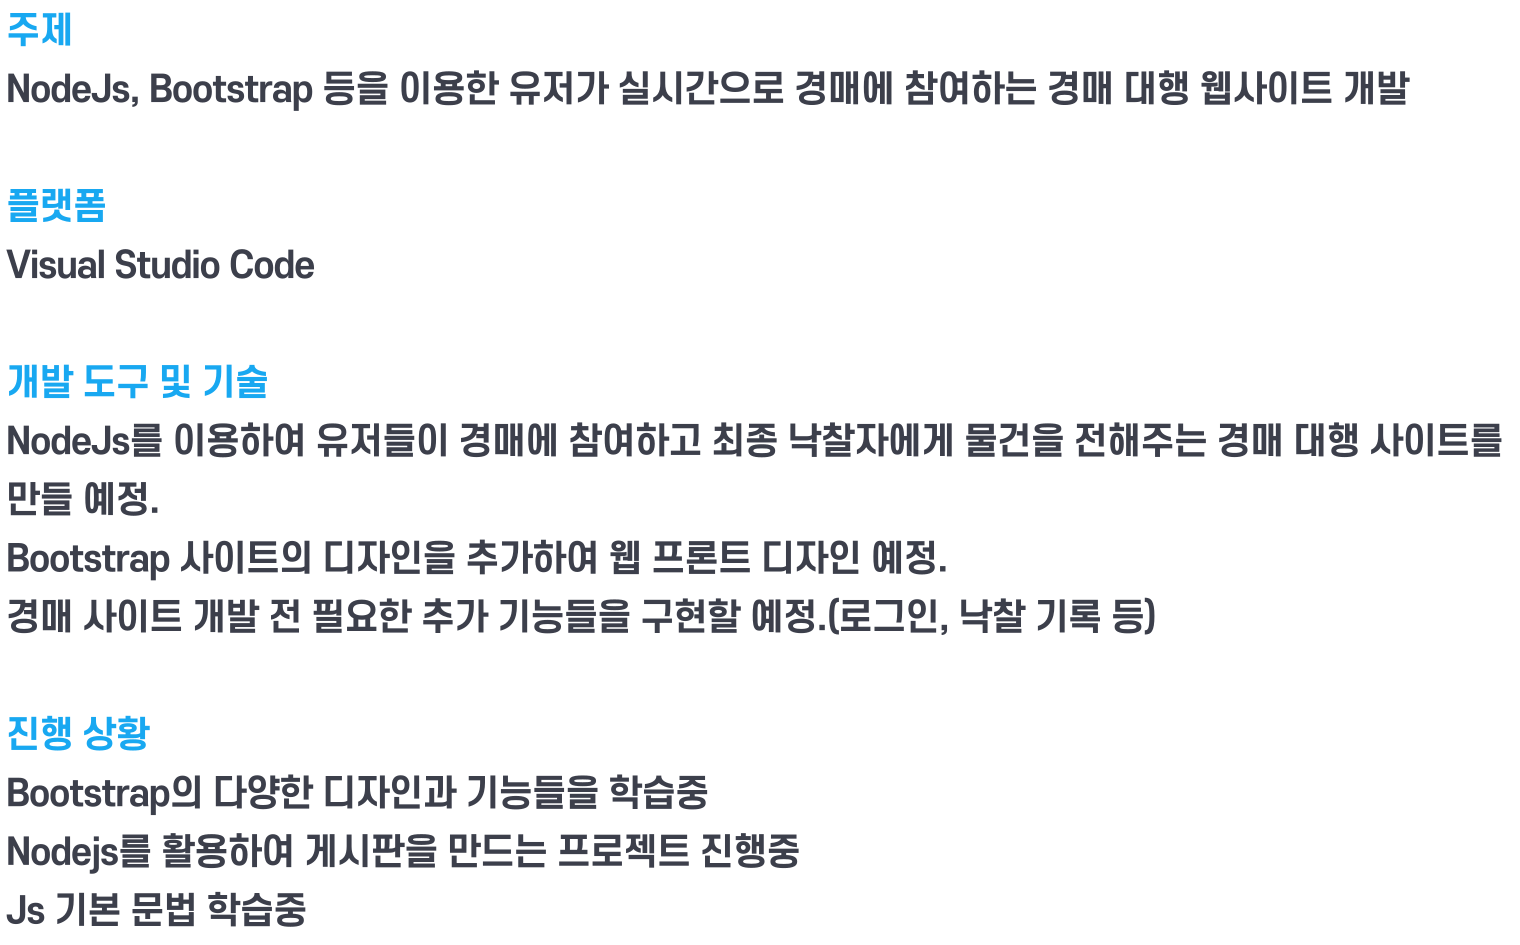 주제
NodeJs, Bootstrap 등을 이용한 유저가 실시간으로 경매에 참여하는 경매 대행 웹사이트 개발
플랫폼
Visual Studio Code
개발 도구 및 기술
NodeJs를 이용하여 유저들이 경매에 참여하고 최종 낙찰자에게 물건을 전해주는 경매 대행 사이트를
만들 예정.
Bootstrap 사이트의 디자인을 추가하여 웹 프론트 디자인 예정.
경매 사이트 개발 전 필요한 추가 기능들을 구현할 예정.(로그인, 낙찰 기록 등)
진행 상황
Bootstrap의 다양한 디자인과 기능들을 학습중
Nodejs를 활용하여 게시판을 만드는 프로젝트 진행중
Js 기본 문법 학습중